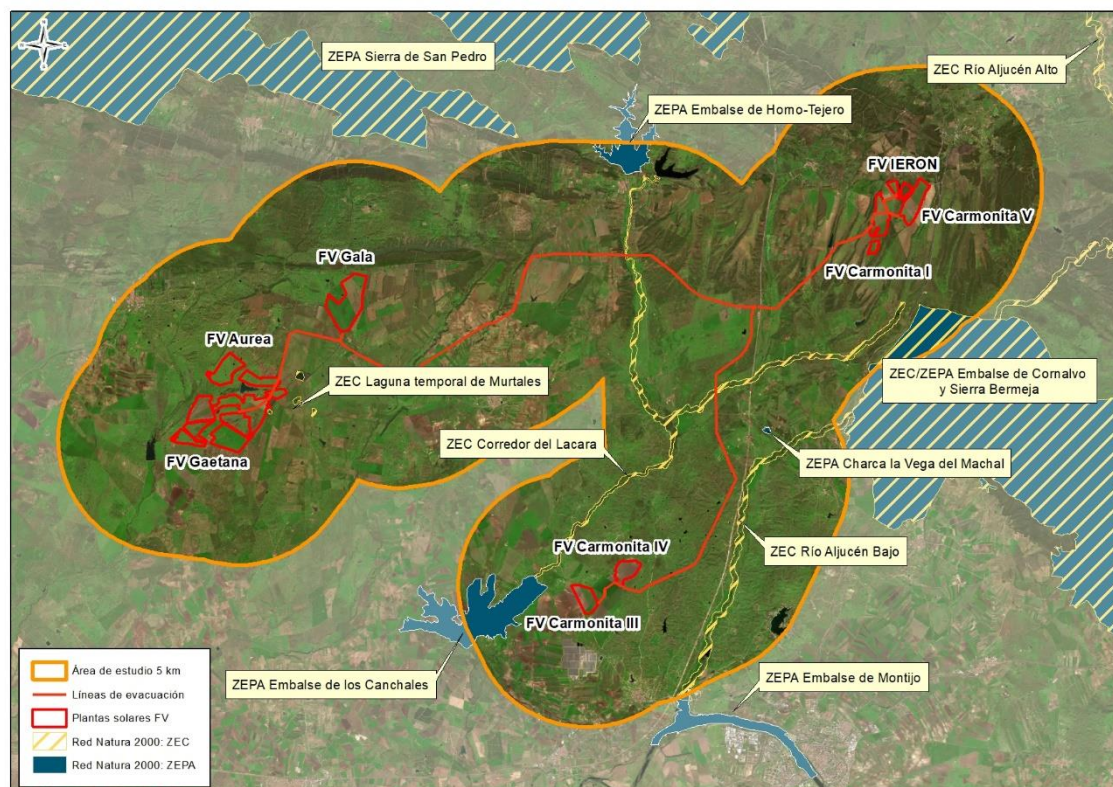 ZEPA Sierra de San Pedro
ZEC Río Aljucén Alto
ZEPA Embalse de Horno-Tejero
FV IERON
FV Carmonita V
FV Gala
FV Carmonita I
FV Aurea
ZEC Laguna temporal de Murtales
ZEC/ZEPA Embalse de Cornalvo
y Sierra Bermeja
ZEC Corredor del Lacara
ZEPA Charca la Vega del Machal
FV Gaetana
FV Carmonita IV
ZEC Río Aljucén Bajo
FV Carmonita III
ZEPA Embalse de los Canchales
ZEPA Embalse de Montijo
Área de estudio 5 km
Líneas de evacuación
Plantas solares FV
Red Natura 2000: ZEC
Red Natura 2000: ZEPA